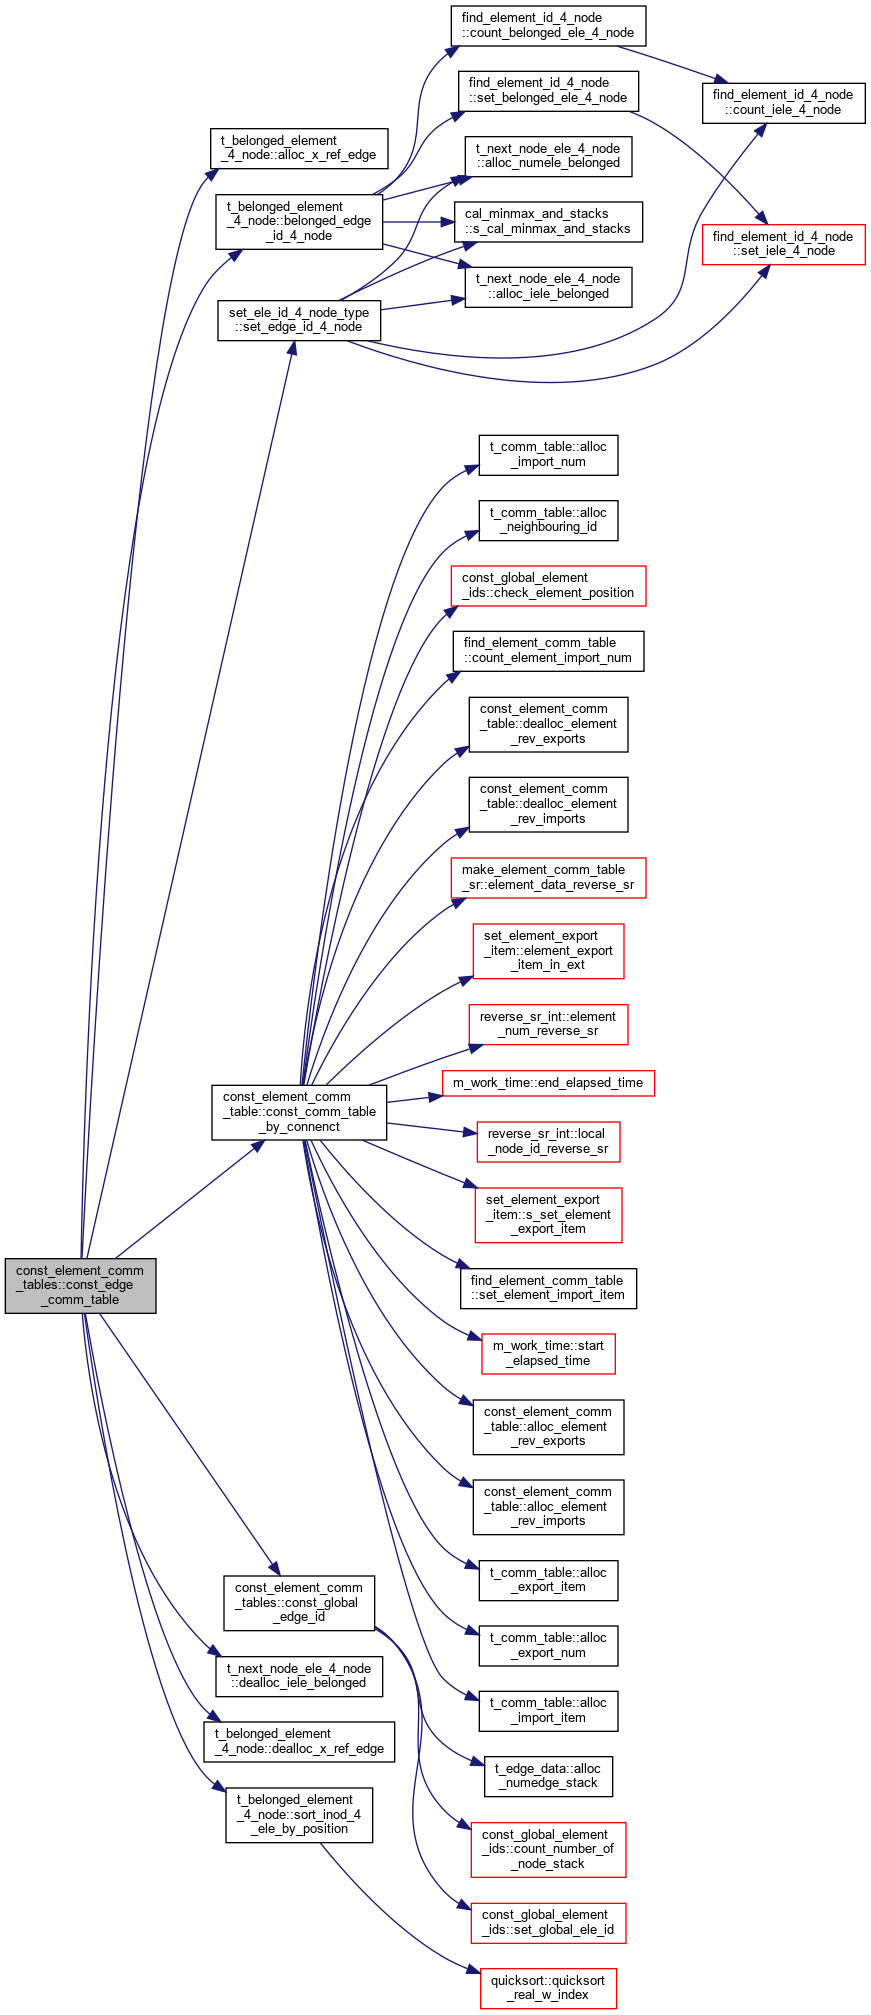 find_element_id_4_node
::count_belonged_ele_4_node
find_element_id_4_node
::set_belonged_ele_4_node
find_element_id_4_node
::count_iele_4_node
t_belonged_element
_4_node::alloc_x_ref_edge
t_next_node_ele_4_node
::alloc_numele_belonged
t_belonged_element
_4_node::belonged_edge
_id_4_node
cal_minmax_and_stacks
::s_cal_minmax_and_stacks
find_element_id_4_node
::set_iele_4_node
t_next_node_ele_4_node
::alloc_iele_belonged
set_ele_id_4_node_type
::set_edge_id_4_node
t_comm_table::alloc
_import_num
t_comm_table::alloc
_neighbouring_id
const_global_element
_ids::check_element_position
find_element_comm_table
::count_element_import_num
const_element_comm
_table::dealloc_element
_rev_exports
const_element_comm
_table::dealloc_element
_rev_imports
make_element_comm_table
_sr::element_data_reverse_sr
set_element_export
_item::element_export
_item_in_ext
reverse_sr_int::element
_num_reverse_sr
m_work_time::end_elapsed_time
const_element_comm
_table::const_comm_table
_by_connenct
reverse_sr_int::local
_node_id_reverse_sr
set_element_export
_item::s_set_element
_export_item
const_element_comm
_tables::const_edge
_comm_table
find_element_comm_table
::set_element_import_item
m_work_time::start
_elapsed_time
const_element_comm
_table::alloc_element
_rev_exports
const_element_comm
_table::alloc_element
_rev_imports
t_comm_table::alloc
_export_item
const_element_comm
_tables::const_global
_edge_id
t_comm_table::alloc
_export_num
t_next_node_ele_4_node
::dealloc_iele_belonged
t_comm_table::alloc
_import_item
t_belonged_element
_4_node::dealloc_x_ref_edge
t_edge_data::alloc
_numedge_stack
t_belonged_element
_4_node::sort_inod_4
_ele_by_position
const_global_element
_ids::count_number_of
_node_stack
const_global_element
_ids::set_global_ele_id
quicksort::quicksort
_real_w_index